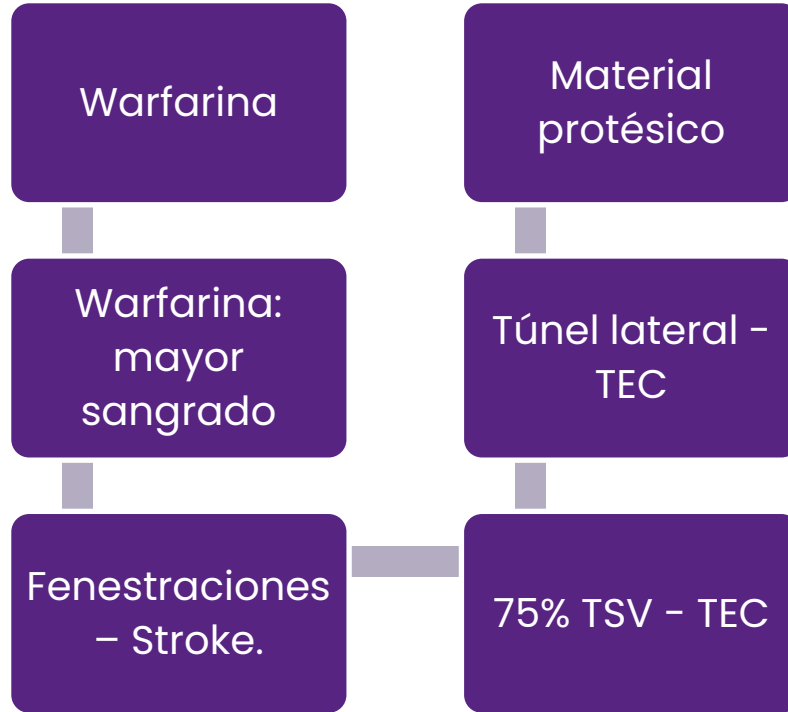 Warfarina
Warfarina:
mayor
sangrado
Fenestraciones
– Stroke.
75% TSV - TEC
Túnel lateral -
TEC
Material
protésico